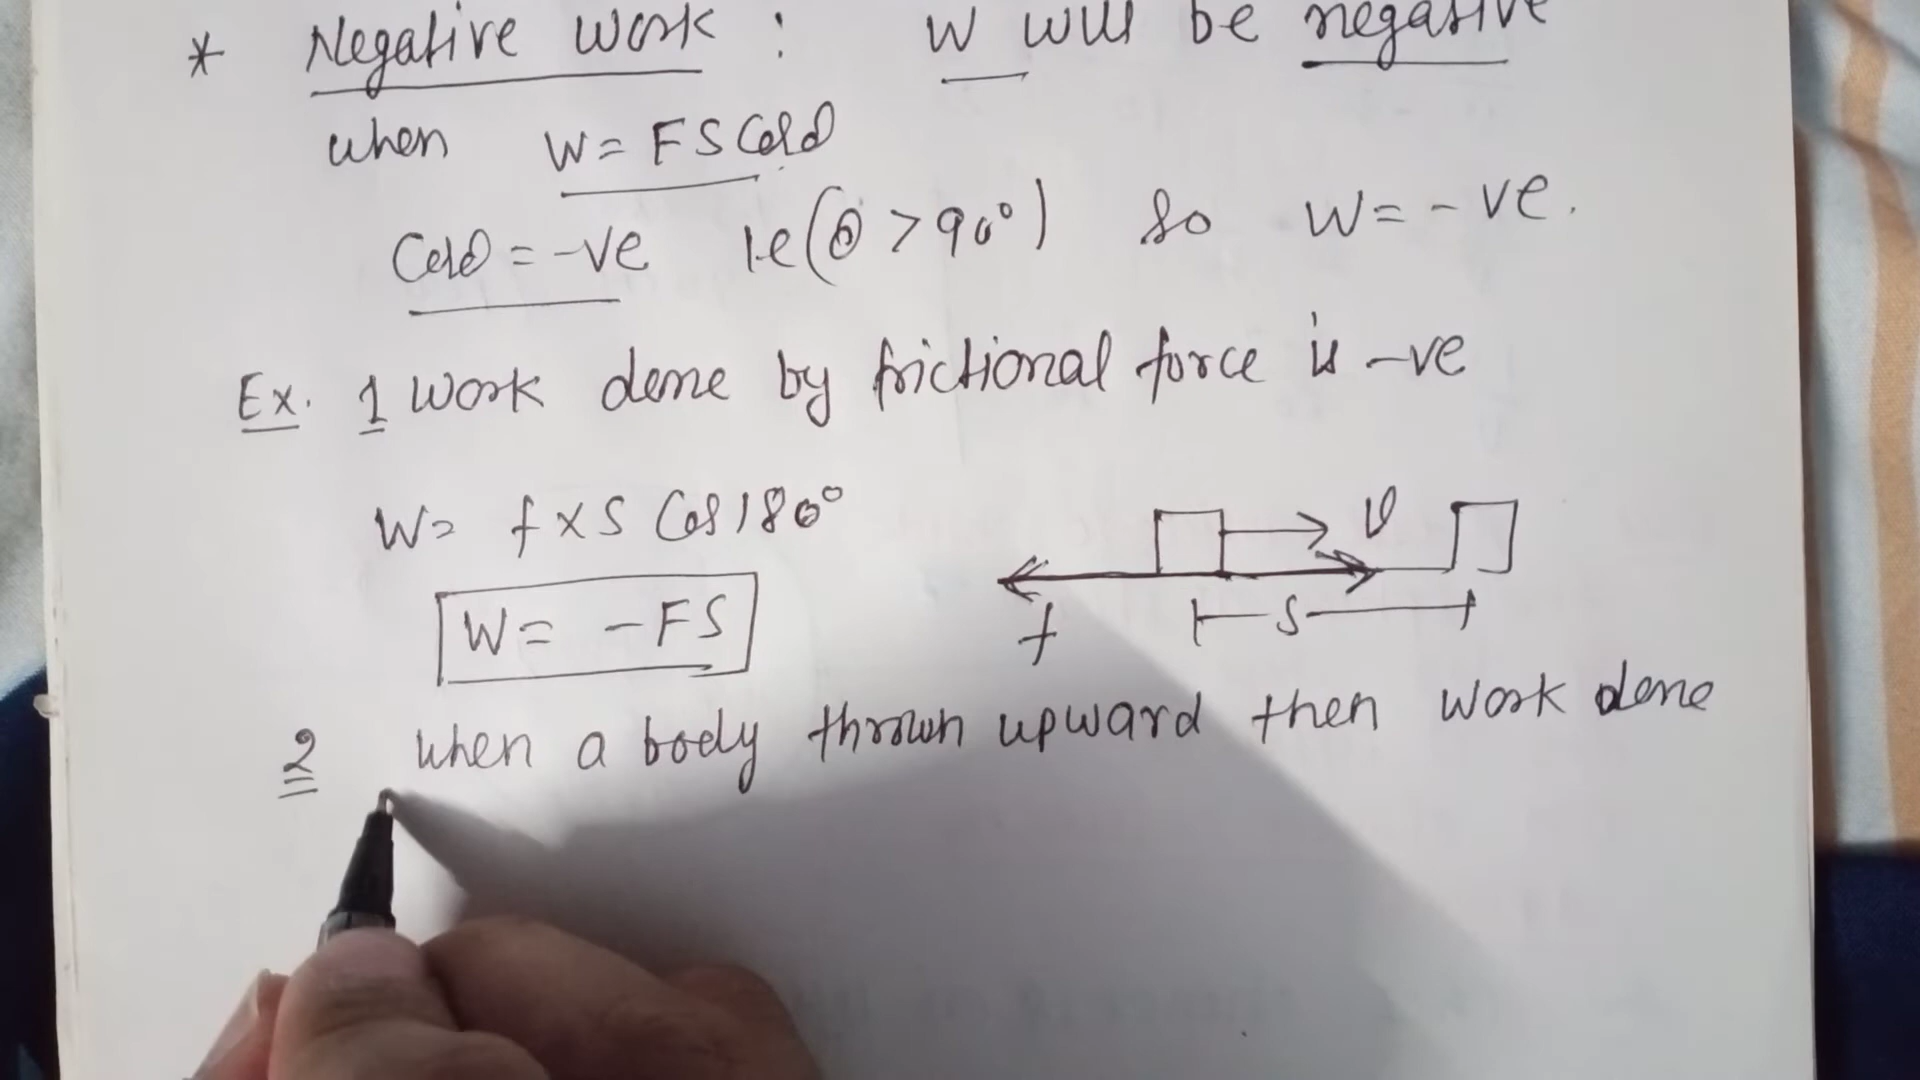 * Negative work : W will be negative
when W = FS Cosθ
Cosθ = -ve i.e (θ > 90°) so W = - ve.
Ex. 1 Work done by frictional force is -ve
W = f x S Cos 180°
v
W = - FS
f
S
2 when a body thrown upward then work done